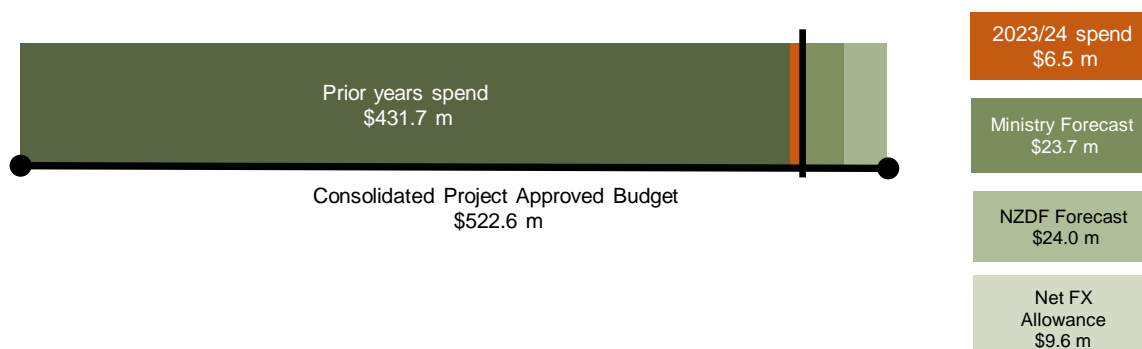 Prior years spend
$431.7 m
Consolidated Project Approved Budget
$522.6 m
2023/24 spend
$6.5 m
Ministry Forecast
$23.7 m
NZDF Forecast
$24.0 m
Net FX
Allowance
$9.6 m